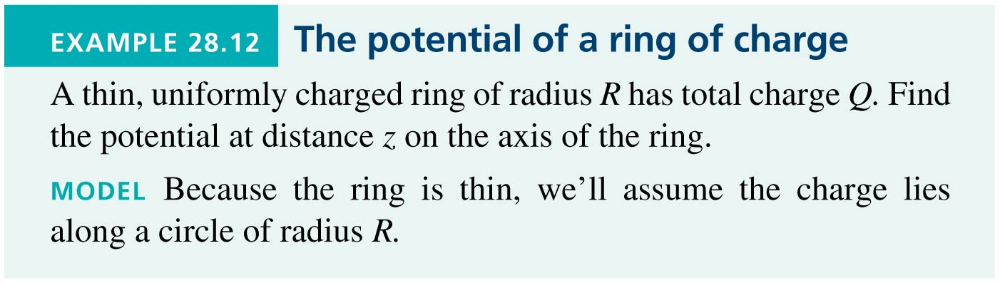 EXAMPLE 28.12 The potential of a ring of charge
A thin, uniformly charged ring of radius R has total charge Q. Find
the potential at distance z on the axis of the ring.
MODEL Because the ring is thin, we’ll assume the charge lies
along a circle of radius R.